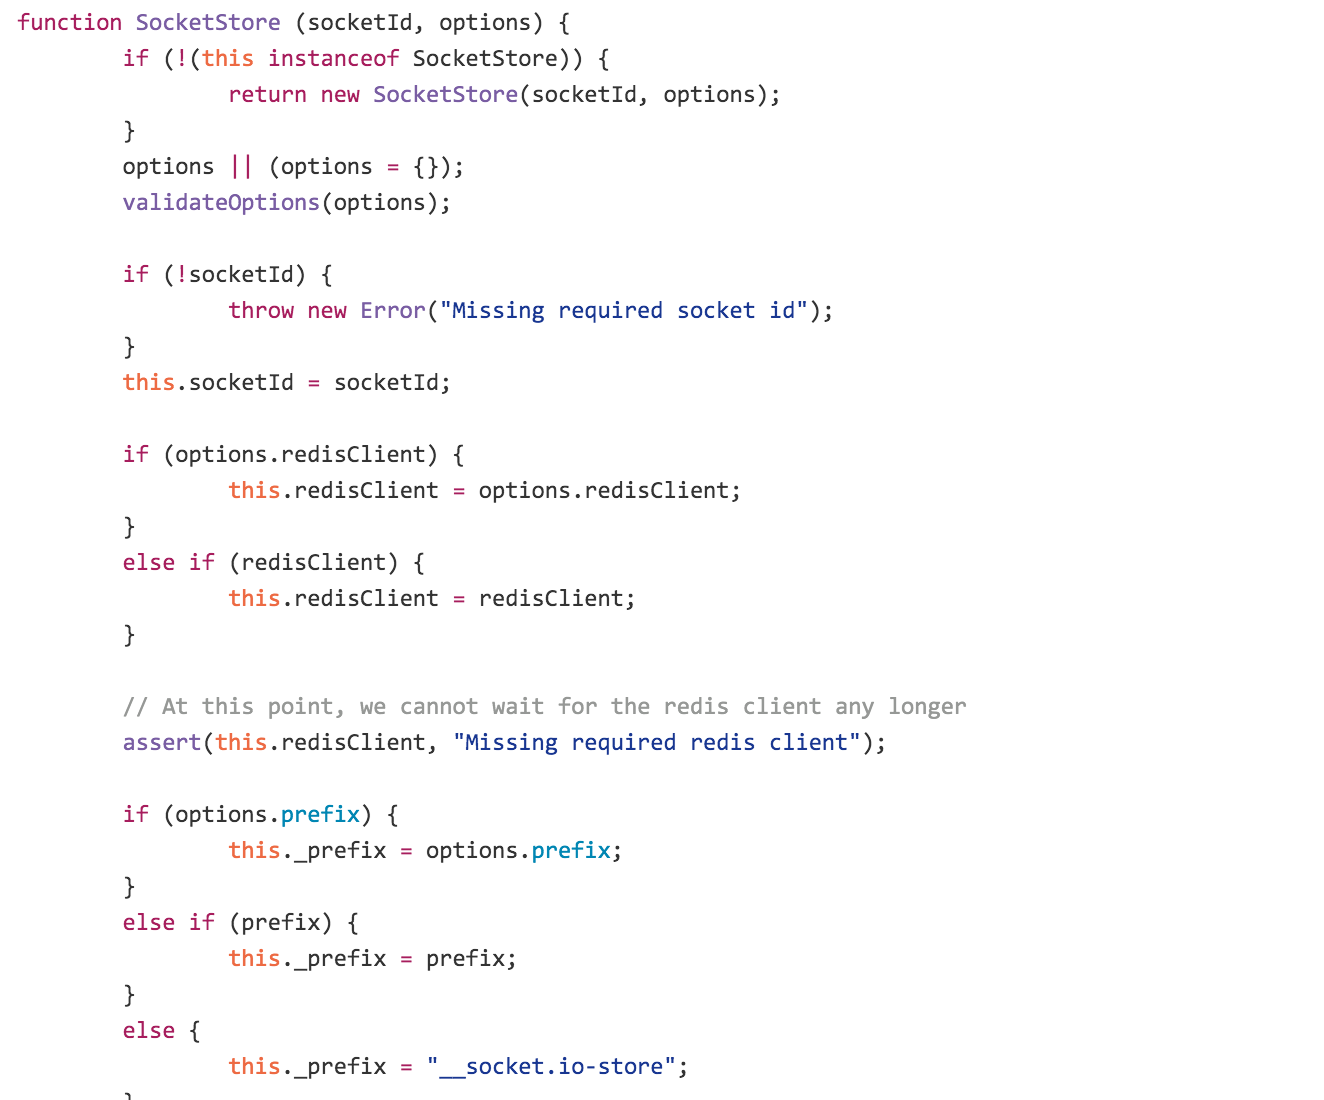 function SocketStore (socketId, options) {
if (!(this instanceof SocketStore)) {
return new SocketStore(socketId, options);
}
options || (options = {});
validateOptions(options);
if (!socketId) {
throw new Error("Missing required socket id");
}
this.socketId = socketId;
if (options.redisClient) {
this.redisClient = options.redisClient;
}
else if (redisClient) {
this.redisClient = redisClient;
}
// At this point, we cannot wait for the redis client any longer
assert(this.redisClient, "Missing required redis client");
if (options.prefix) {
this._prefix = options.prefix;
}
else if (prefix) {
this._prefix = prefix;
}
else {
this._prefix = "__socket.io-store";
}